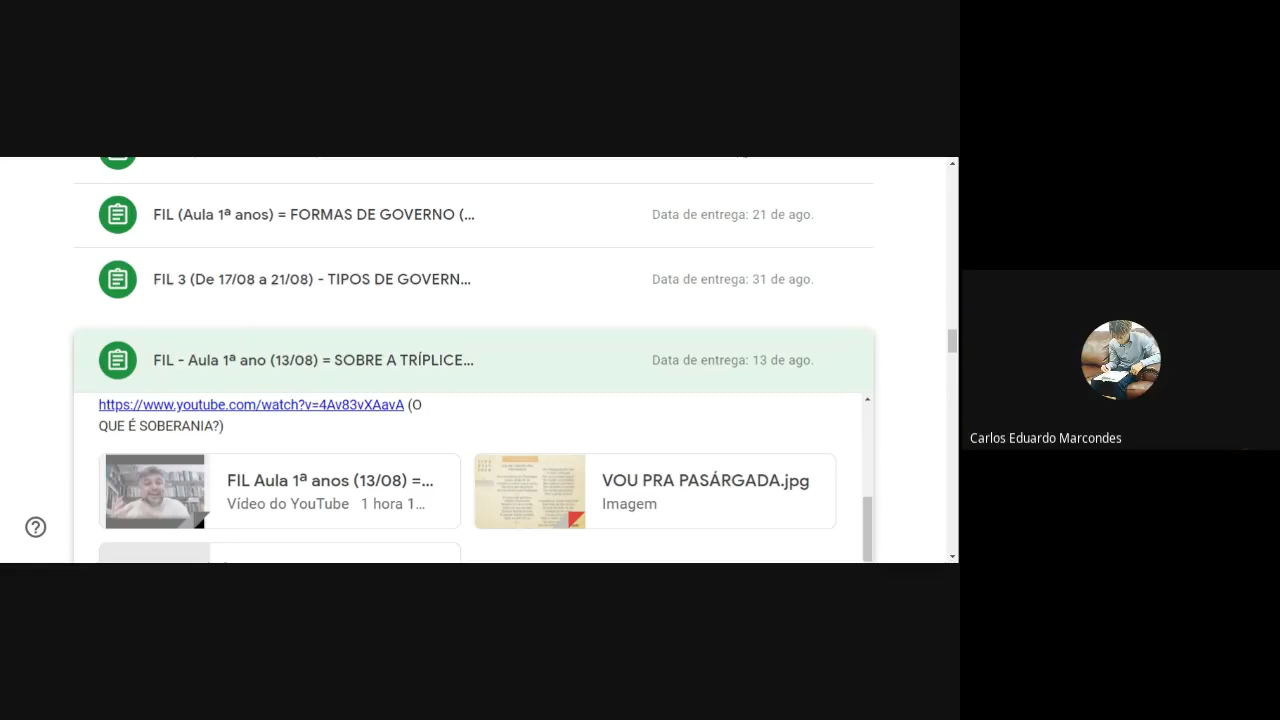 FIL (Aula 1ª anos) = FORMAS DE GOVERNO (...
Data de entrega: 21 de ago.
FIL 3 (De 17/08 a 21/08) - TIPOS DE GOVERN...
Data de entrega: 31 de ago.
FIL - Aula 1ª ano (13/08) = SOBRE A TRÍPLICE...
Data de entrega: 13 de ago.
https://www.youtube.com/watch?v=4Av83vXAavA (O
QUE É SOBERANIA?)
FIL Aula 1ª anos (13/08) =...
Vídeo do YouTube 1 hora 1...
VOU PRA PASÁRGADA.jpg
Imagem
Carlos Eduardo Marcondes